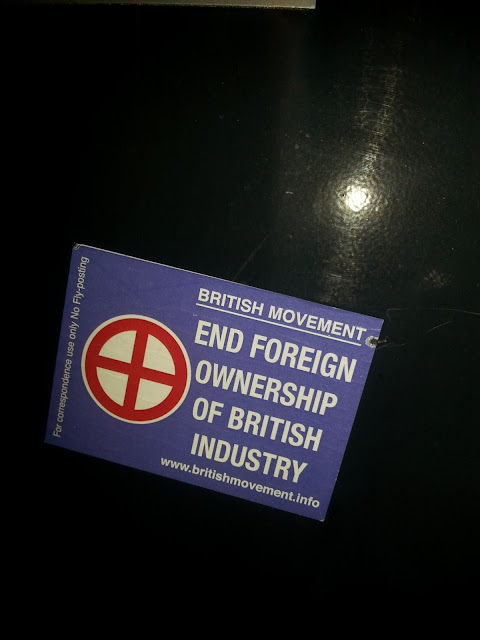 For correspondence use only No Fly-posting
BRITISH MOVEMENT
END FOREIGN
OWNERSHIP
OF BRITISH
INDUSTRY
www.britishmovement.info